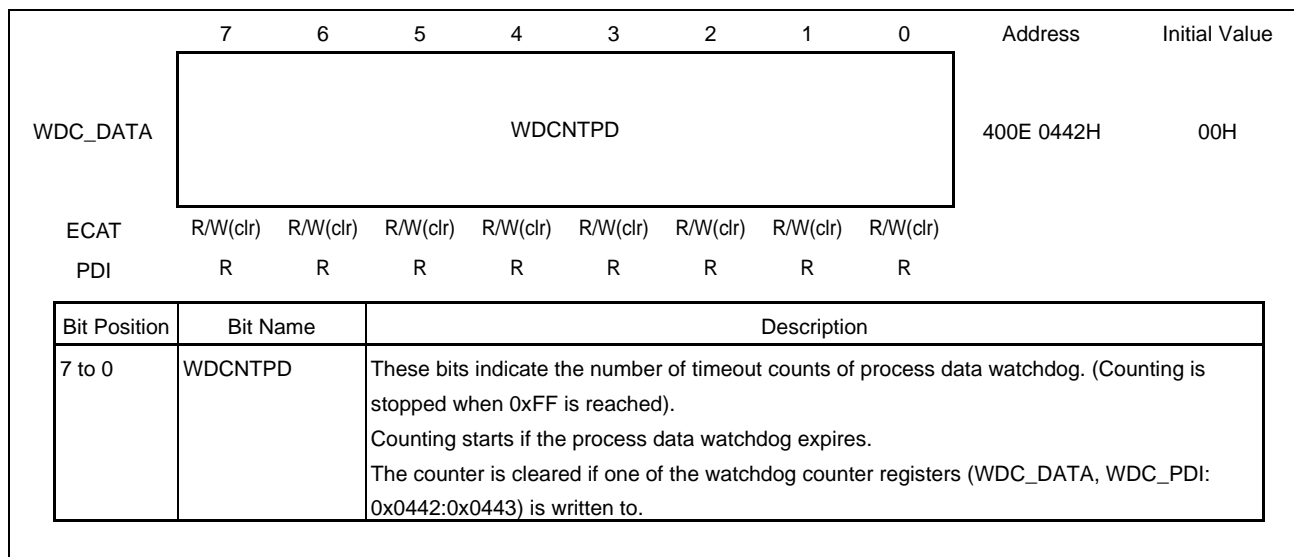 7 6 5 4 3 2 1 0 Address Initial Value
WDC_DATA WDCNTPD 400E 0442H 00H
ECAT R/W(clr) R/W(clr) R/W(clr) R/W(clr) R/W(clr) R/W(clr) R/W(clr) R/W(clr)
PDI R R R R R R R R
Bit Position Bit Name Description
7 to 0 WDCNTPD These bits indicate the number of timeout counts of process data watchdog. (Counting is
stopped when 0xFF is reached).
Counting starts if the process data watchdog expires.
The counter is cleared if one of the watchdog counter registers (WDC_DATA, WDC_PDI:
0x0442:0x0443) is written to.